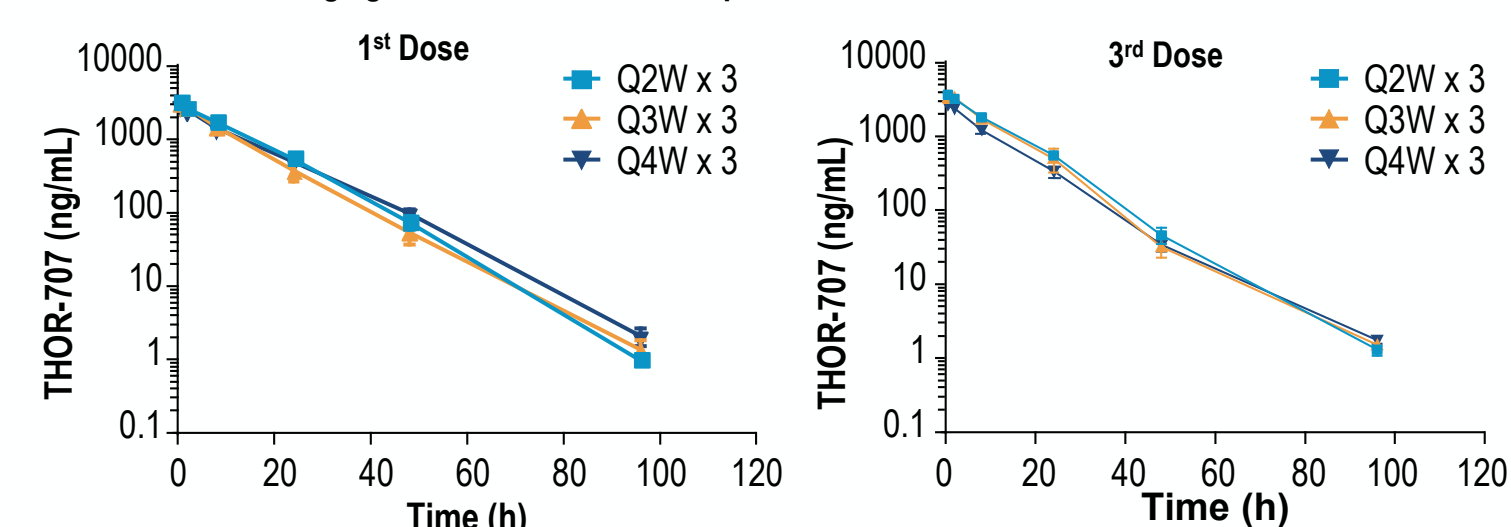 1st Dose
10000
1000
100
10
1
0.1
THOR-707 (ng/mL)
Q2W x 3
Q3W x 3
Q4W x 3
0 20 40 60 80 100 120
Time (h)
3rd Dose
10000
1000
100
10
1
0.1
THOR-707 (ng/mL)
Q2W x 3
Q3W x 3
Q4W x 3
0 20 40 60 80 100 120
Time (h)